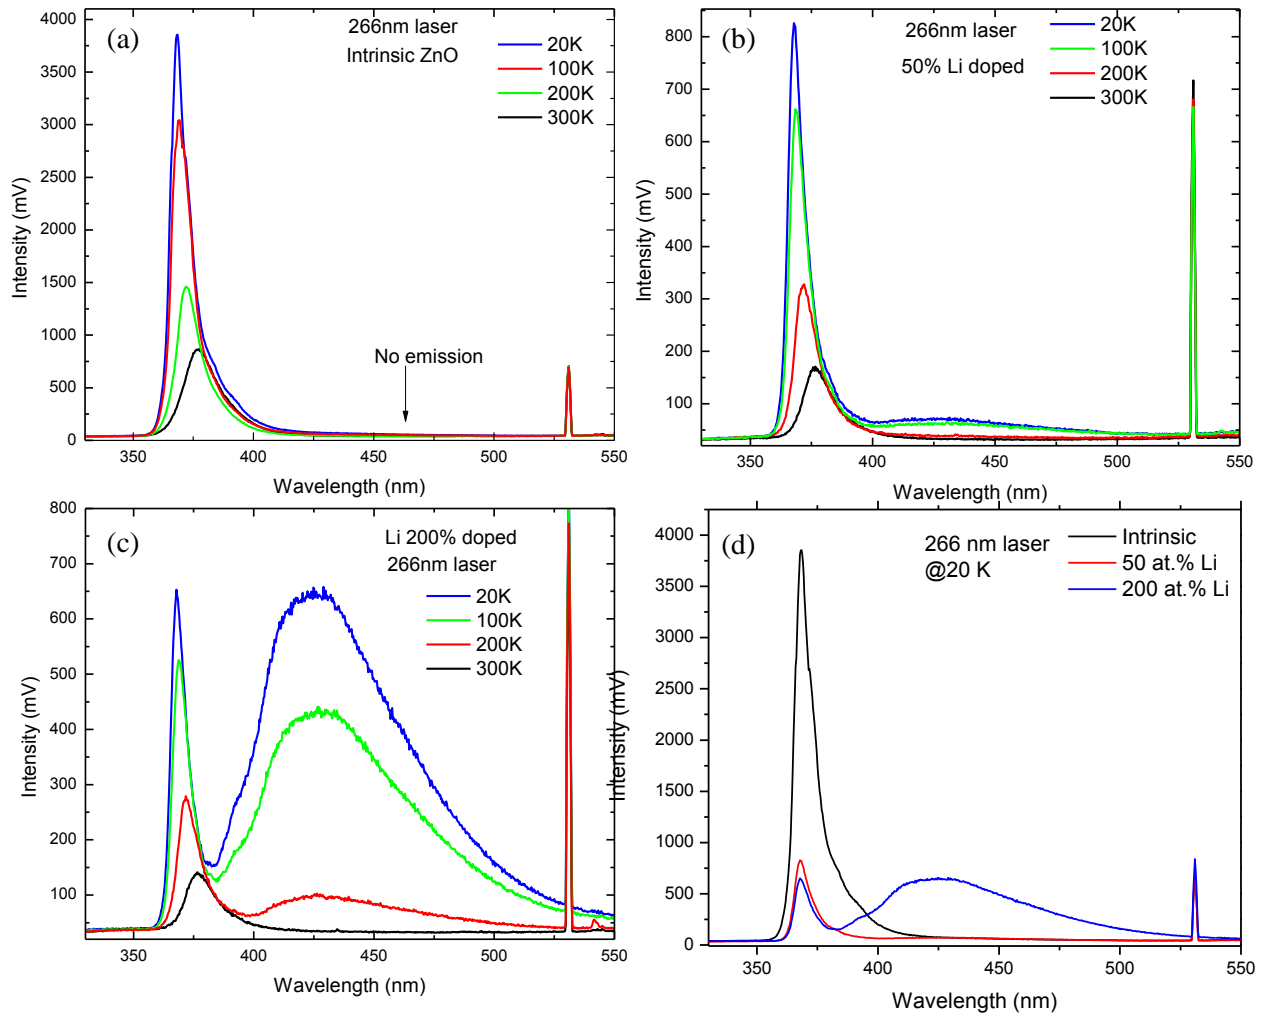 (a)
266nm laser
Intrinsic ZnO
20K
100K
200K
300K
No emission
4000
3500
3000
2500
2000
1500
1000
500
0
350
400
450
500
550
Intensity (mV)
Wavelength (nm)
(b)
266nm laser
50% Li doped
20K
100K
200K
300K
800
700
600
500
400
300
200
100
350
400
450
500
550
Intensity (mV)
Wavelength (nm)
(c)
Li 200% doped
266nm laser
20K
100K
200K
300K
800
700
600
500
400
300
200
100
350
400
450
500
550
Intensity (mV)
Wavelength (nm)
(d)
266 nm laser
@20 K
Intrinsic
50 at.% Li
200 at.% Li
4000
3750
3500
3000
2500
2000
1500
1000
500
0
350
400
450
500
550
Intensity (mV)
Wavelength (nm)